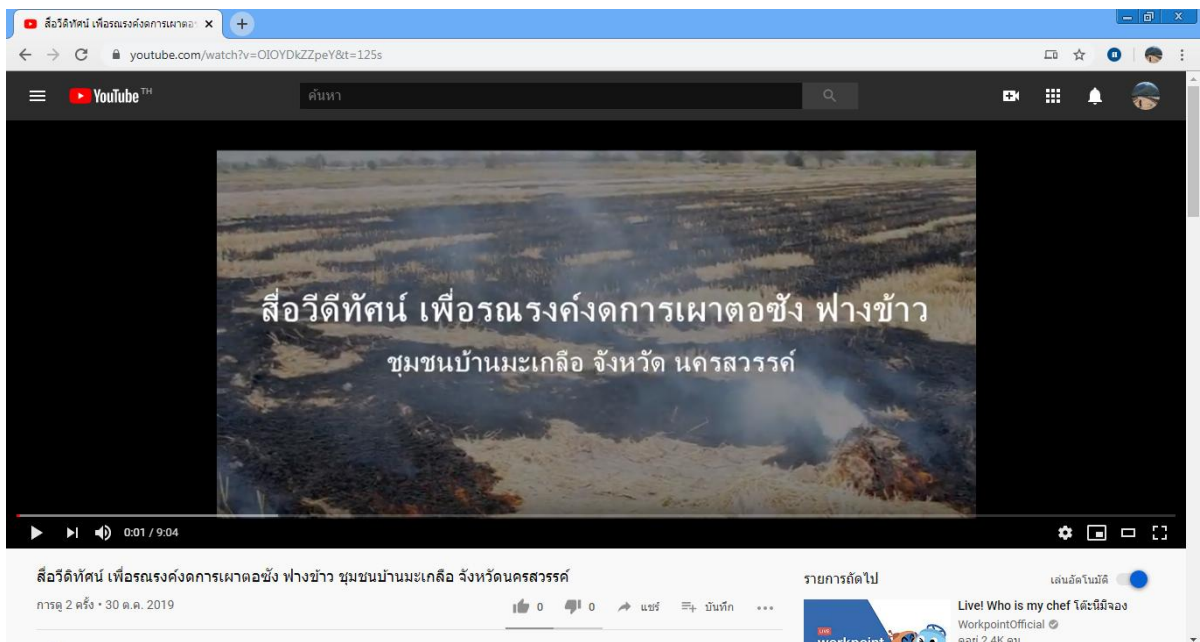 สื่อวีดิทัศน์ เพื่อรณรงค์งดการเผาตอ
youtube.com/watch?v=OIOYDkZZpeY&t=125s
YouTube TH
ค้นหา
สื่อวีดีทัศน์ เพื่อรณรงค์งดการเผาตอซัง ฟางข้าว
ชุมชนบ้านมะเกลือ จังหวัด นครสวรรค์
0:01 / 9:04
สื่อวีดิทัศน์ เพื่อรณรงค์งดการเผาตอซัง ฟางข้าว ชุมชนบ้านมะเกลือ จังหวัดนครสวรรค์
การดู 2 ครั้ง • 30 ต.ค. 2019
0 0 แชร์ บันทึก
รายการถัดไป
เล่นอัตโนมัติ
LIVE
workpoint
Live! Who is my chef โต๊ะนี้มีจอง
WorkpointOfficial